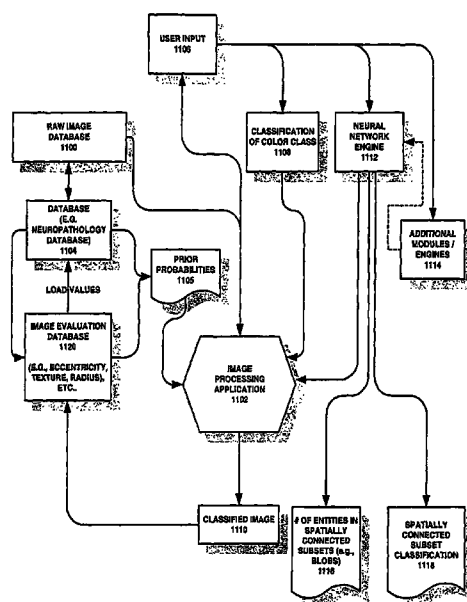 USER INPUT
1106
RAW IMAGE
DATABASE
1100
CLASSIFICATION
OF COLOR CLASS
1108
NEURAL
NETWORK
ENGINE
1112
DATABASE
(E.G.
NEUROPATHOLOGY
DATABASE)
1104
ADDITIONAL
MODULES /
ENGINES
1114
PRIOR
PROBABILITIES
1105
LOAD VALUES
IMAGE EVALUATION
DATABASE
1120
(E.G., ECCENTRICITY,
TEXTURE, RADIUS),
ETC..
IMAGE
PROCESSING
APPLICATION
1102
CLASSIFIED IMAGE
1110
# OF ENTITIES IN
SPATIALLY
CONNECTED
SUBSETS (e.g.,
BLOBS)
1116
SPATIALLY
CONNECTED
SUBSET
CLASSIFICATION
1118